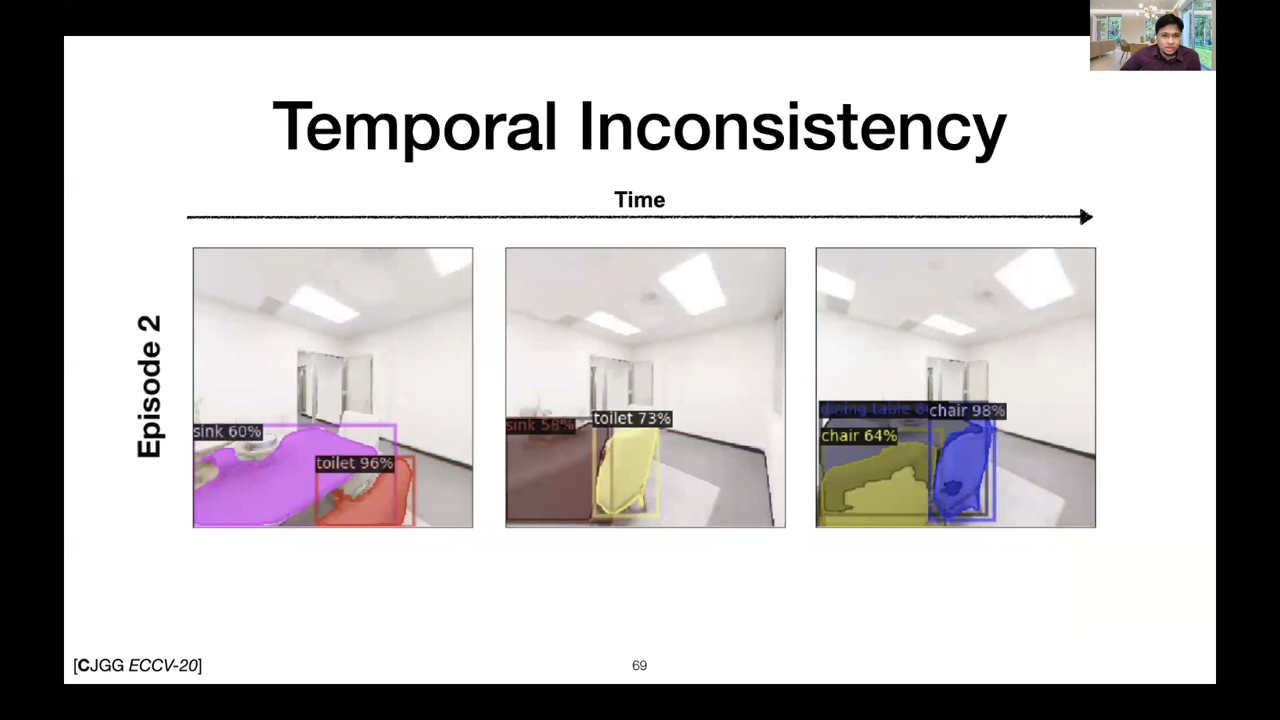 Temporal Inconsistency
Time
Episode 2
sink 60%
toilet 96%
sink 58%
toilet 73%
dining table
chair 98%
chair 64%
[CJGG ECCV-20]
69